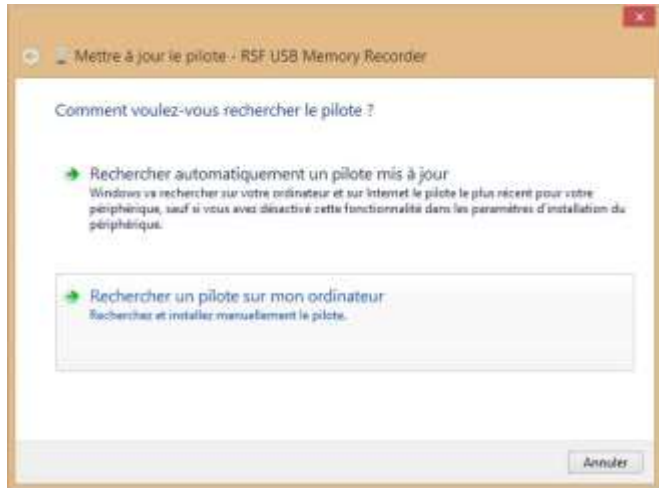 Mettre à jour le pilote - RSF USB Memory Recorder
Comment voulez-vous rechercher le pilote ?
Rechercher automatiquement un pilote mis à jour
Windows va rechercher sur votre ordinateur et sur Internet le pilote le plus récent pour votre
périphérique, sauf si vous avez désactivé cette fonctionnalité dans les paramètres d'installation du
périphérique.
Rechercher un pilote sur mon ordinateur
Recherchez et installez manuellement le pilote.
Annuler